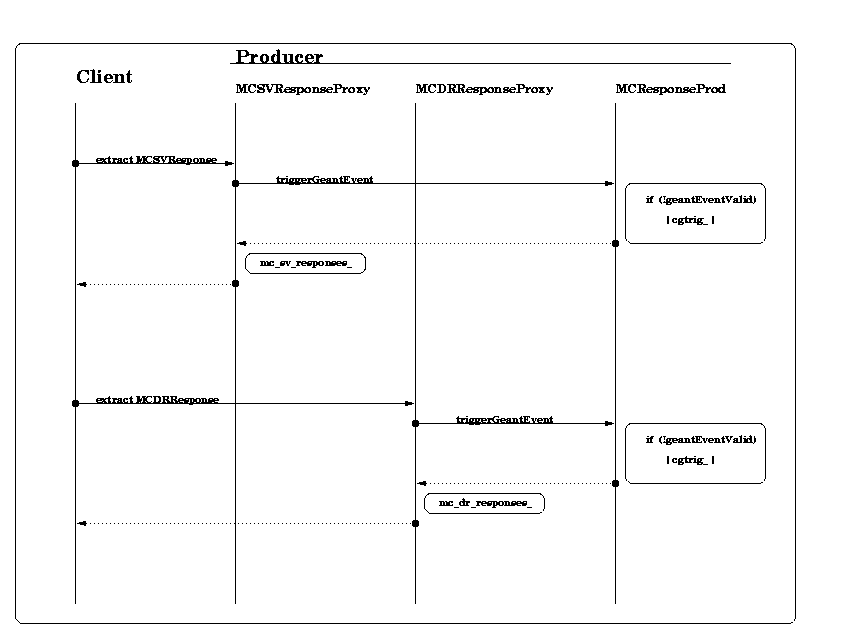 Producer
Client
MCSVResponseProxy
MCDRResponseProxy
MCResponseProd
extract MCSVResponse
triggerGeantEvent
if (!geantEventValid)
| cgtrig_ |
mc_sv_responses_
extract MCDRResponse
triggerGeantEvent
if (!geantEventValid)
| cgtrig_ |
mc_dr_responses_